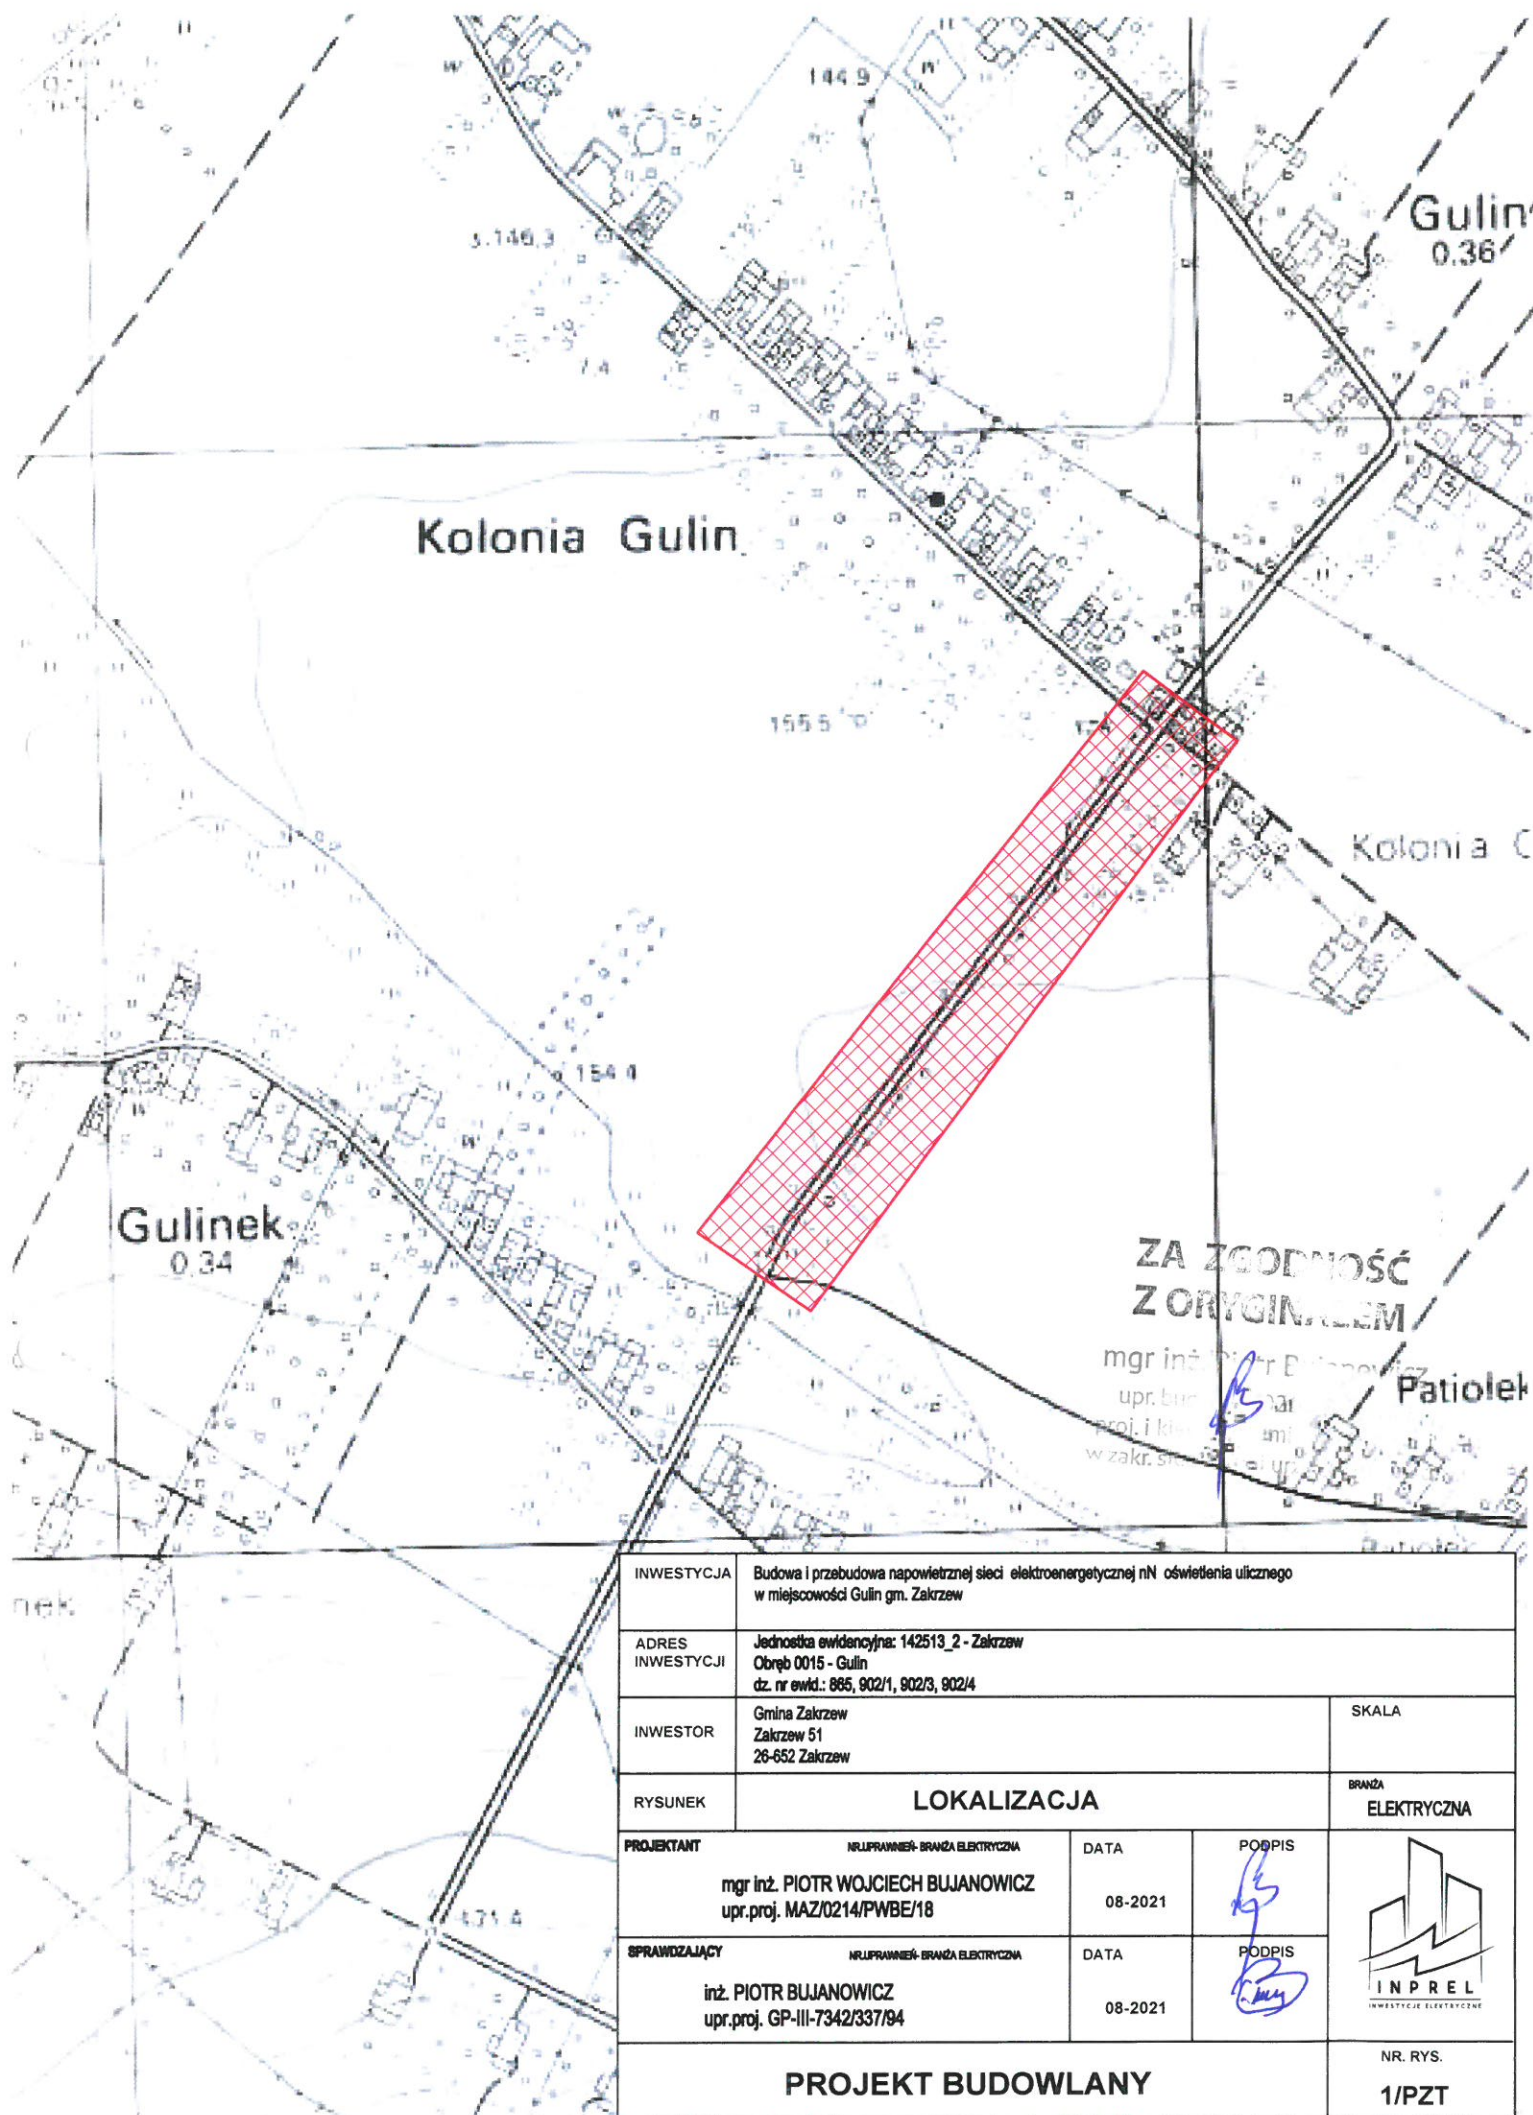 144.9
Gulin
0.36
5.146.3
7.4
Kolonia Gulin
155.5
Kolonia
154.4
Gulinek
0.34
ZA ZGODNOŚĆ
Z ORYGINAŁEM
mgr inż. Piotr Bujanowicz
Patiolek
nek
171.4
INWESTYCJA
Budowa i przebudowa napowietrznej sieci elektroenergetycznej nN oświetlenia ulicznego
w miejscowości Gulin gm. Zakrzew
ADRES
INWESTYCJI
Jednostka ewidencyjna: 142513_2 - Zakrzew
Obręb 0015 - Gulin
dz. nr ewid.: 865, 902/1, 902/3, 902/4
INWESTOR
Gmina Zakrzew
Zakrzew 51
26-652 Zakrzew
SKALA
RYSUNEK
LOKALIZACJA
BRANŻA
ELEKTRYCZNA
PROJEKTANT
NR.UPRAWNIEŃ- BRANŻA ELEKTRYCZNA
mgr inż. PIOTR WOJCIECH BUJANOWICZ
upr.proj. MAZ/0214/PWBE/18
DATA
08-2021
PODPIS
SPRAWDZAJĄCY
NR.UPRAWNIEŃ- BRANŻA ELEKTRYCZNA
inż. PIOTR BUJANOWICZ
upr.proj. GP-III-7342/337/94
DATA
08-2021
PODPIS
INPREL
INWESTYCJE ELEKTRYCZNE
PROJEKT BUDOWLANY
NR. RYS.
1/PZT